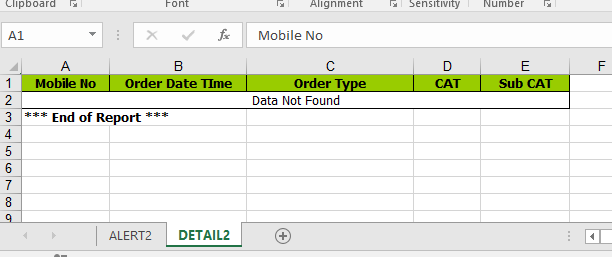 Clipboard Font Alignment Sensitivity Number
A1 fx Mobile No
A B C D E F
1 Mobile No Order Date TIme Order Type CAT Sub CAT
2 Data Not Found
3 *** End of Report ***
4
5
6
7
8
9
ALERT2 DETAIL2